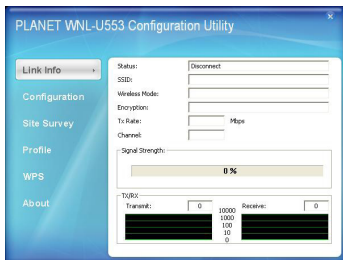 PLANET WNL-U553 Configuration Utility
x
Link Info
Configuration
Site Survey
Profile
WPS
About
Status: Disconnect
SSID:
Wireless Mode:
Encryption:
Tx Rate: Mbps
Channel:
Signal Strength:
0 %
TX/RX
Transmit: 0
Receive: 0
10000
1000
100
10
0